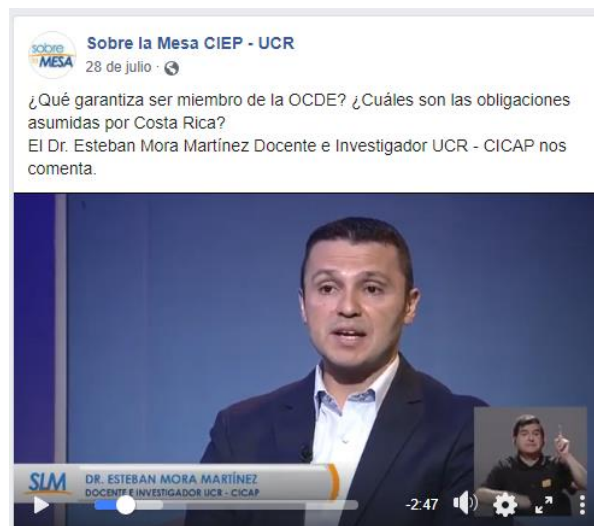 sobre
la MESA
Sobre la Mesa CIEP - UCR
28 de julio ·
¿Qué garantiza ser miembro de la OCDE? ¿Cuáles son las obligaciones
asumidas por Costa Rica?
El Dr. Esteban Mora Martínez Docente e Investigador UCR - CICAP nos
comenta.
SLM
DR. ESTEBAN MORA MARTÍNEZ
DOCENTE E INVESTIGADOR UCR - CICAP
-2:47